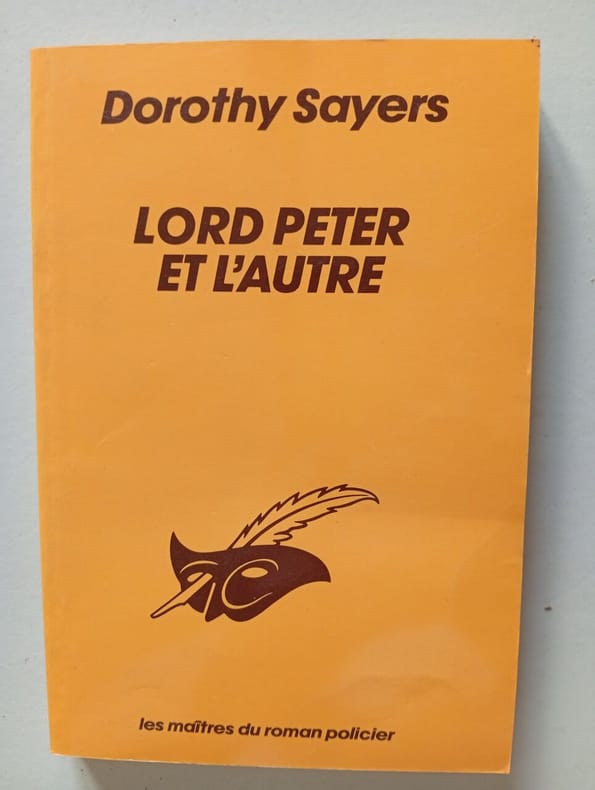 Dorothy Sayers
LORD PETER
ET L'AUTRE
les maîtres du roman policier